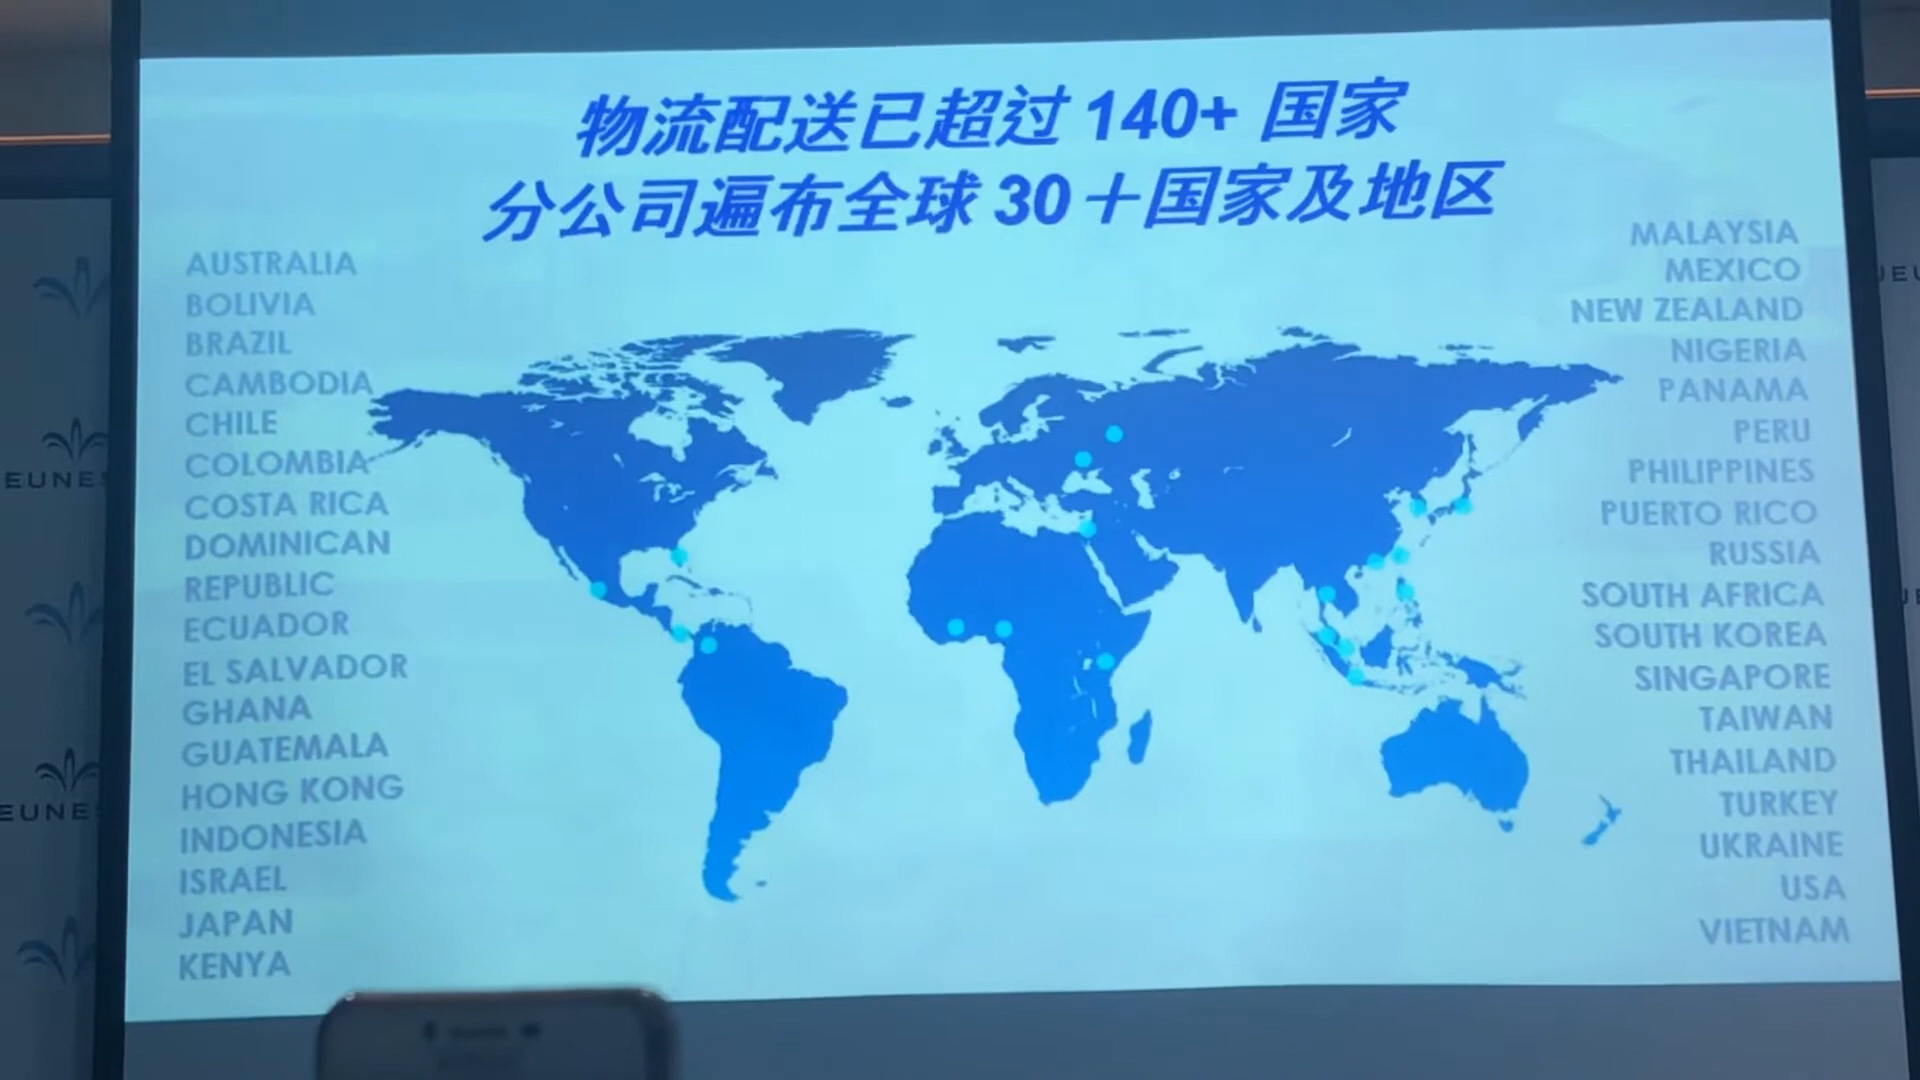 物流配送已超过 140+ 国家
分公司遍布全球 30＋国家及地区
AUSTRALIA
BOLIVIA
BRAZIL
CAMBODIA
CHILE
COLOMBIA
COSTA RICA
DOMINICAN
REPUBLIC
ECUADOR
EL SALVADOR
GHANA
GUATEMALA
HONG KONG
INDONESIA
ISRAEL
JAPAN
KENYA
MALAYSIA
MEXICO
NEW ZEALAND
NIGERIA
PANAMA
PERU
PHILIPPINES
PUERTO RICO
RUSSIA
SOUTH AFRICA
SOUTH KOREA
SINGAPORE
TAIWAN
THAILAND
TURKEY
UKRAINE
USA
VIETNAM
EUNES
EUNES
JEU